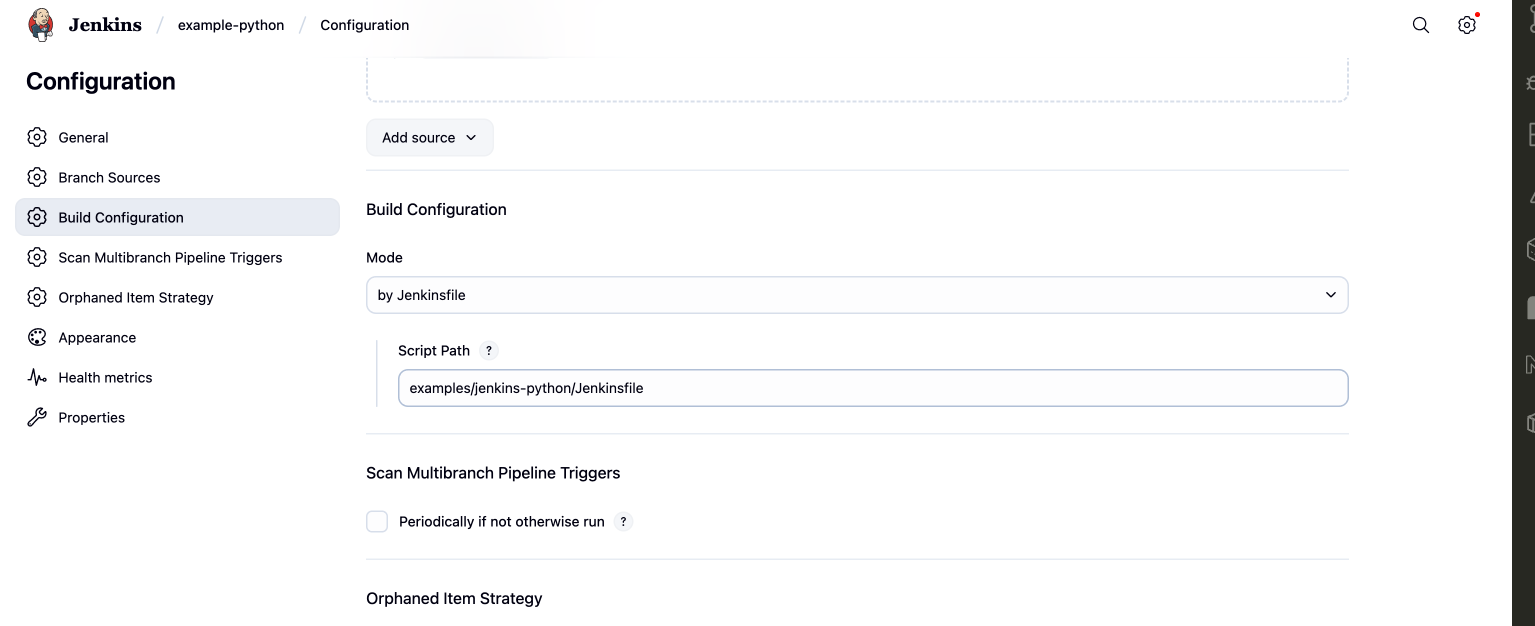 Jenkins / example-python / Configuration
Configuration
General
Branch Sources
Build Configuration
Scan Multibranch Pipeline Triggers
Orphaned Item Strategy
Appearance
Health metrics
Properties
Add source
Build Configuration
Mode
by Jenkinsfile
Script Path ?
examples/jenkins-python/Jenkinsfile
Scan Multibranch Pipeline Triggers
Periodically if not otherwise run ?
Orphaned Item Strategy